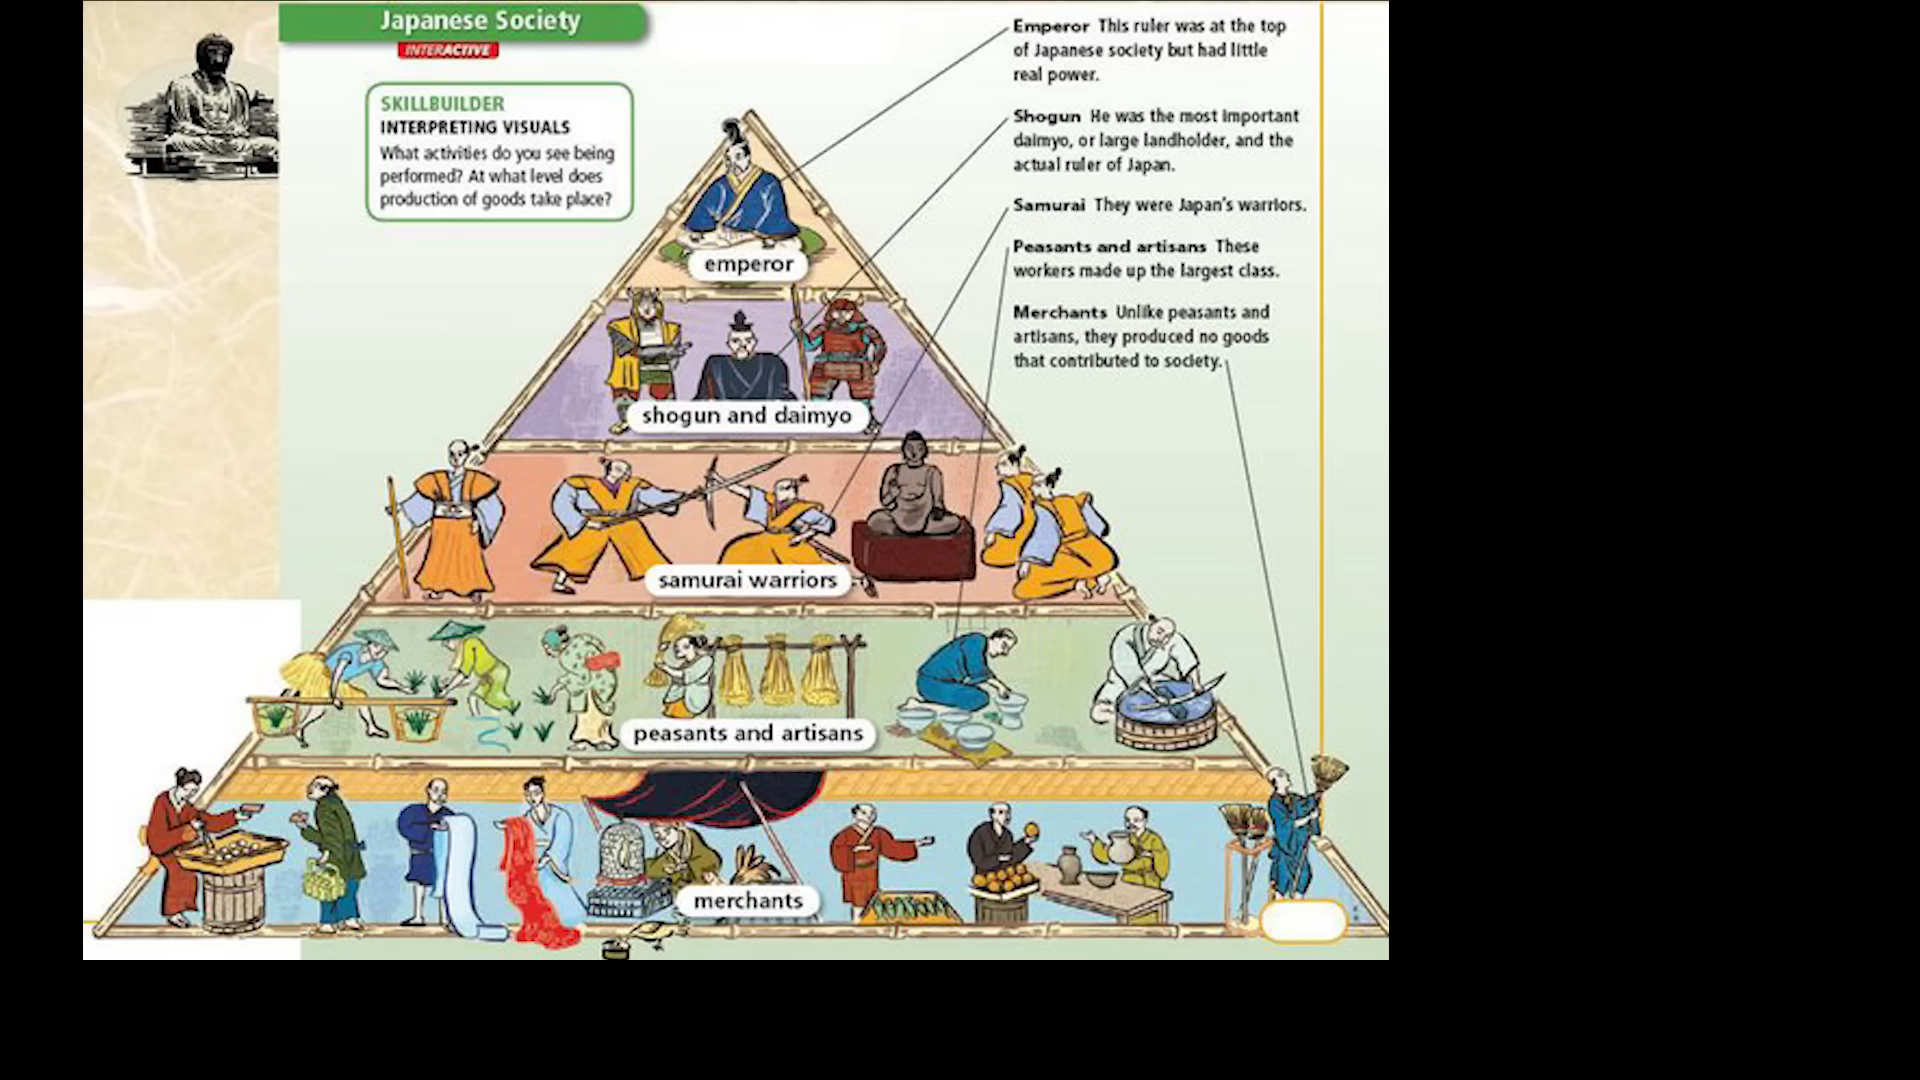 Japanese Society
INTERACTIVE
SKILLBUILDER
INTERPRETING VISUALS
What activities do you see being
performed? At what level does
production of goods take place?
Emperor This ruler was at the top
of Japanese society but had little
real power.
Shogun He was the most important
daimyo, or large landholder, and the
actual ruler of Japan.
Samurai They were Japan's warriors.
Peasants and artisans These
workers made up the largest class.
Merchants Unlike peasants and
artisans, they produced no goods
that contributed to society.
emperor
shogun and daimyo
samurai warriors
peasants and artisans
merchants